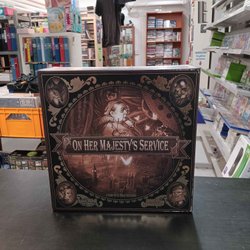 ON HER MAJESTY'S SERVICE